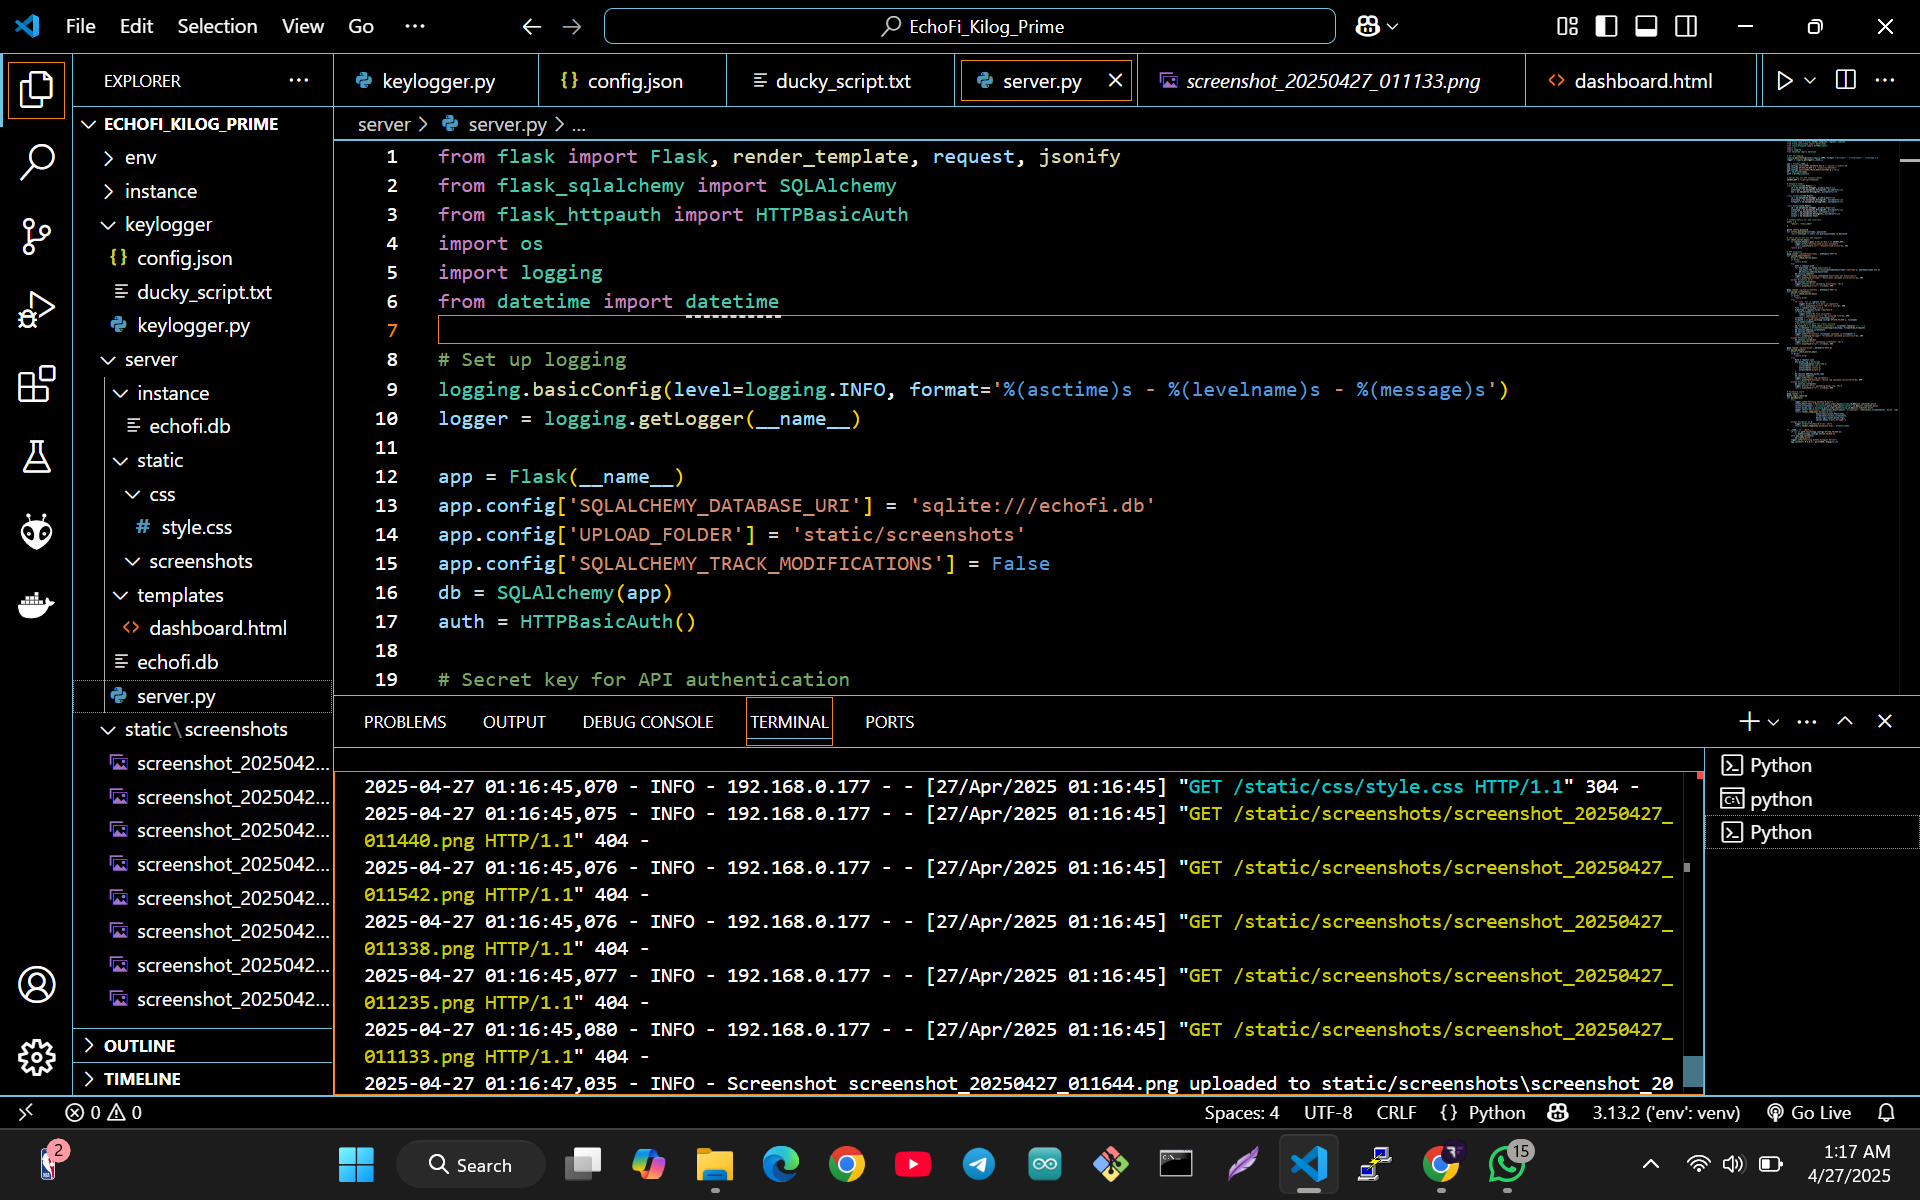 File Edit Selection View Go ···
EchoFi_Kilog_Prime
EXPLORER
ECHOFI_KILOG_PRIME
env
instance
keylogger
{} config.json
ducky_script.txt
keylogger.py
server
instance
echofi.db
static
css
# style.css
screenshots
templates
<> dashboard.html
echofi.db
server.py
static\screenshots
screenshot_2025042...
screenshot_2025042...
screenshot_2025042...
screenshot_2025042...
screenshot_2025042...
screenshot_2025042...
screenshot_2025042...
screenshot_2025042...
OUTLINE
TIMELINE
keylogger.py {} config.json ducky_script.txt server.py screenshot_20250427_011133.png <> dashboard.html
server > server.py > ...
1 from flask import Flask, render_template, request, jsonify
2 from flask_sqlalchemy import SQLAlchemy
3 from flask_httpauth import HTTPBasicAuth
4 import os
5 import logging
6 from datetime import datetime
7
8 # Set up logging
9 logging.basicConfig(level=logging.INFO, format='%(asctime)s - %(levelname)s - %(message)s')
10 logger = logging.getLogger(__name__)
11
12 app = Flask(__name__)
13 app.config['SQLALCHEMY_DATABASE_URI'] = 'sqlite:///echofi.db'
14 app.config['UPLOAD_FOLDER'] = 'static/screenshots'
15 app.config['SQLALCHEMY_TRACK_MODIFICATIONS'] = False
16 db = SQLAlchemy(app)
17 auth = HTTPBasicAuth()
18
19 # Secret key for API authentication
PROBLEMS OUTPUT DEBUG CONSOLE TERMINAL PORTS
2025-04-27 01:16:45,070 - INFO - 192.168.0.177 - - [27/Apr/2025 01:16:45] "GET /static/css/style.css HTTP/1.1" 304 -
2025-04-27 01:16:45,075 - INFO - 192.168.0.177 - - [27/Apr/2025 01:16:45] "GET /static/screenshots/screenshot_20250427_
011440.png HTTP/1.1" 404 -
2025-04-27 01:16:45,076 - INFO - 192.168.0.177 - - [27/Apr/2025 01:16:45] "GET /static/screenshots/screenshot_20250427_
011542.png HTTP/1.1" 404 -
2025-04-27 01:16:45,076 - INFO - 192.168.0.177 - - [27/Apr/2025 01:16:45] "GET /static/screenshots/screenshot_20250427_
011338.png HTTP/1.1" 404 -
2025-04-27 01:16:45,077 - INFO - 192.168.0.177 - - [27/Apr/2025 01:16:45] "GET /static/screenshots/screenshot_20250427_
011235.png HTTP/1.1" 404 -
2025-04-27 01:16:45,080 - INFO - 192.168.0.177 - - [27/Apr/2025 01:16:45] "GET /static/screenshots/screenshot_20250427_
011133.png HTTP/1.1" 404 -
2025-04-27 01:16:47,035 - INFO - Screenshot screenshot_20250427_011644.png uploaded to static/screenshots\screenshot_20
Python
python
Python
0 0
Spaces: 4 UTF-8 CRLF {} Python 3.13.2 ('env': venv) Go Live
2
Search
15
1:17 AM
4/27/2025